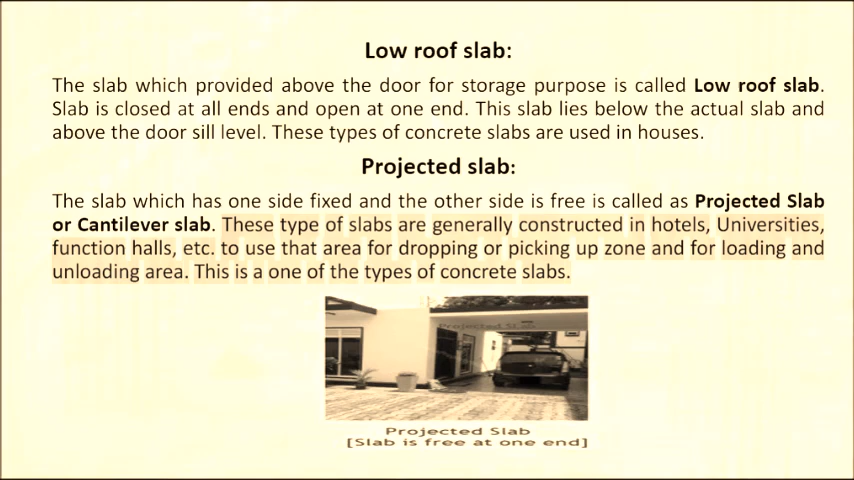 Low roof slab:
The slab which provided above the door for storage purpose is called Low roof slab.
Slab is closed at all ends and open at one end. This slab lies below the actual slab and
above the door sill level. These types of concrete slabs are used in houses.
Projected slab:
The slab which has one side fixed and the other side is free is called as Projected Slab
or Cantilever slab. These type of slabs are generally constructed in hotels, Universities,
function halls, etc. to use that area for dropping or picking up zone and for loading and
unloading area. This is a one of the types of concrete slabs.
Projected Slab
Projected Slab
[Slab is free at one end]